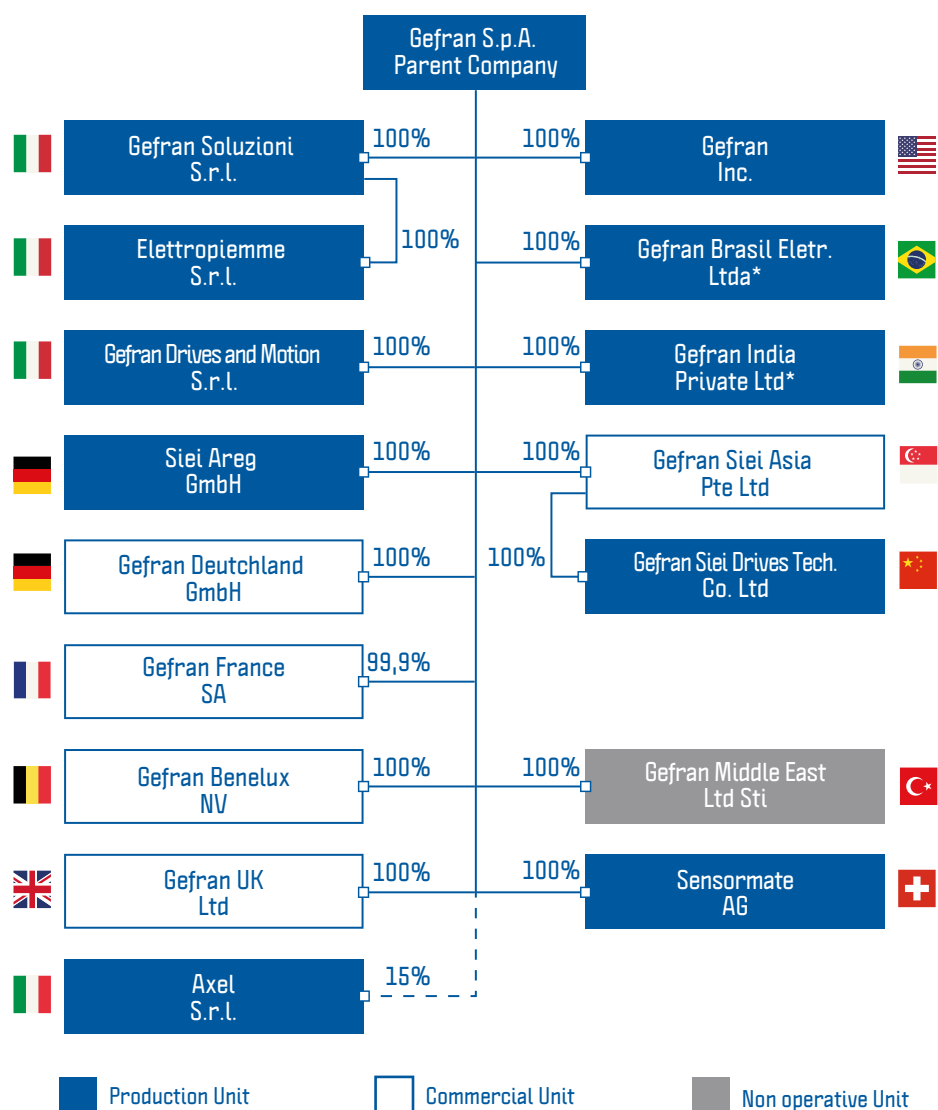 Gefran S.p.A.
Parent Company
Gefran Soluzioni
S.r.l.
100%
100%
Gefran
Inc.
Elettropiemme
S.r.l.
100%
100%
Gefran Brasil Eletr.
Ltda*
Gefran Drives and Motion
S.r.l.
100%
100%
Gefran India
Private Ltd*
Siei Areg
GmbH
100%
100%
Gefran Siei Asia
Pte Ltd
Gefran Deutchland
GmbH
100%
100%
Gefran Siei Drives Tech.
Co. Ltd
Gefran France
SA
99,9%
Gefran Benelux
NV
100%
100%
Gefran Middle East
Ltd Sti
Gefran UK
Ltd
100%
100%
Sensormate
AG
Axel
S.r.l.
15%
Production Unit
Commercial Unit
Non operative Unit